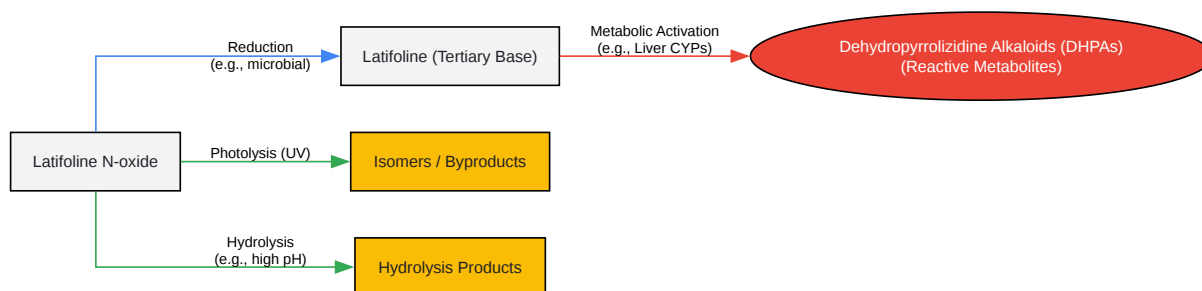 Reduction
(e.g., microbial)
Latifoline (Tertiary Base)
Metabolic Activation
(e.g., Liver CYPs)
Dehydropyrrolizidine Alkaloids (DHPAs)
(Reactive Metabolites)
Latifoline N-oxide
Photolysis (UV)
Isomers / Byproducts
Hydrolysis
(e.g., high pH)
Hydrolysis Products